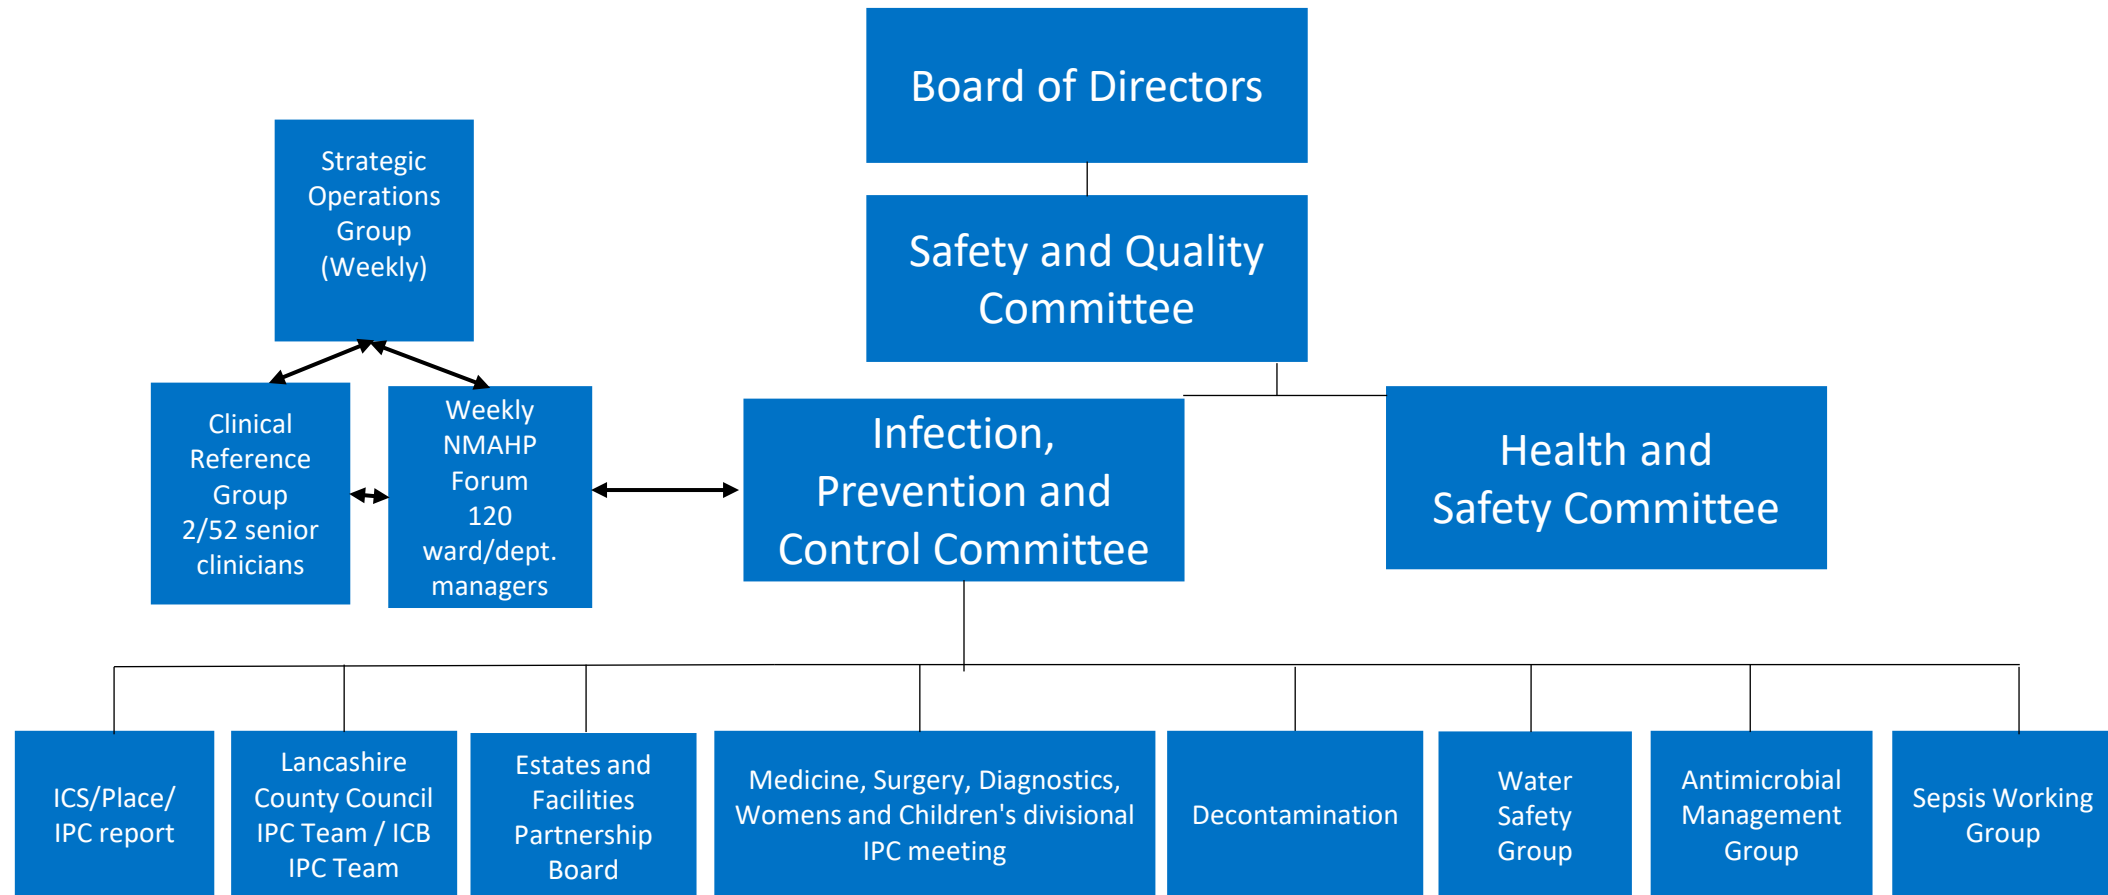 Board of Directors
Strategic
Operations
Group
(Weekly)
Safety and Quality
Committee
Clinical
Reference
Group
2/52 senior
clinicians
Weekly
NMAHP
Forum
120
ward/dept.
managers
Infection,
Prevention and
Control Committee
Health and
Safety Committee
ICS/Place/
IPC report
Lancashire
County Council
IPC Team / ICB
IPC Team
Estates and
Facilities
Partnership
Board
Medicine, Surgery, Diagnostics,
Womens and Children's divisional
IPC meeting
Decontamination
Water
Safety
Group
Antimicrobial
Management
Group
Sepsis Working
Group